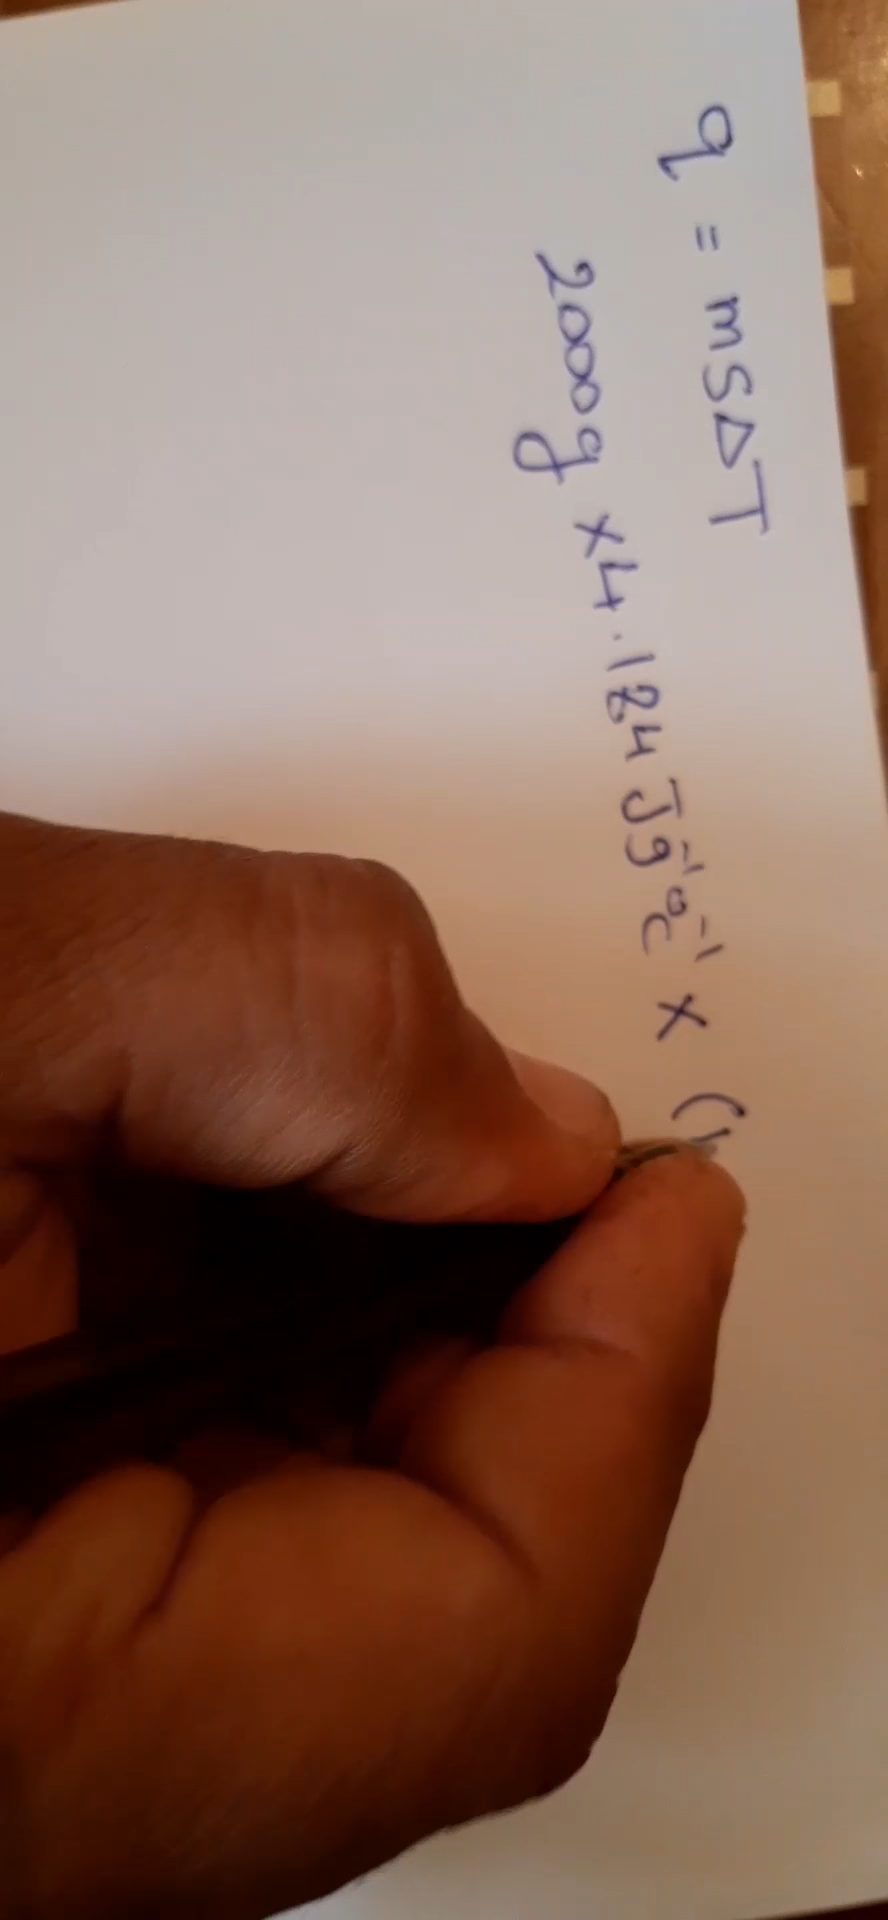 q = msΔT
2000g × 4.184 Jg⁻¹°C⁻¹ × (